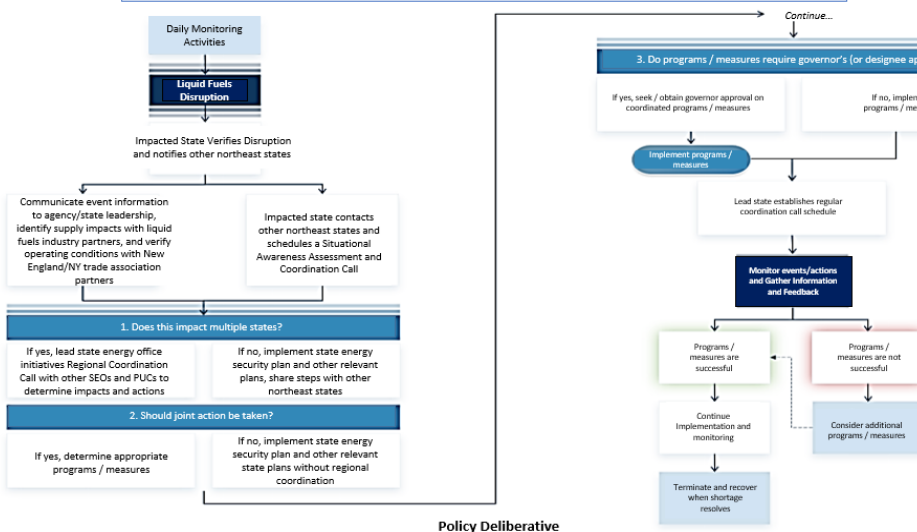 Daily Monitoring
Activities
Liquid Fuels
Disruption
Impacted State Verifies Disruption
and notifies other northeast states
Communicate event information
to agency/state leadership,
identify supply impacts with liquid
fuels industry partners, and verify
operating conditions with New
England/NY trade association
partners
Impacted state contacts
other northeast states and
schedules a Situational
Awareness Assessment and
Coordination Call
1. Does this impact multiple states?
If yes, lead state energy office
initiatives Regional Coordination
Call with other SEOs and PUCs to
determine impacts and actions
If no, implement state energy
security plan and other relevant
plans, share steps with other
northeast states
2. Should joint action be taken?
If yes, determine appropriate
programs / measures
If no, implement state energy
security plan and other relevant
state plans without regional
coordination
Continue...
3. Do programs / measures require governor's (or designee ap
If yes, seek / obtain governor approval on
coordinated programs / measures
If no, implem
programs / me
Implement programs /
measures
Lead state establishes regular
coordination call schedule
Monitor events/actions
and Gather Information
and Feedback
Programs /
measures are
successful
Programs /
measures are not
successful
Continue
Implementation and
monitoring
Consider additional
programs / measures
Terminate and recover
when shortage
resolves
Policy Deliberative